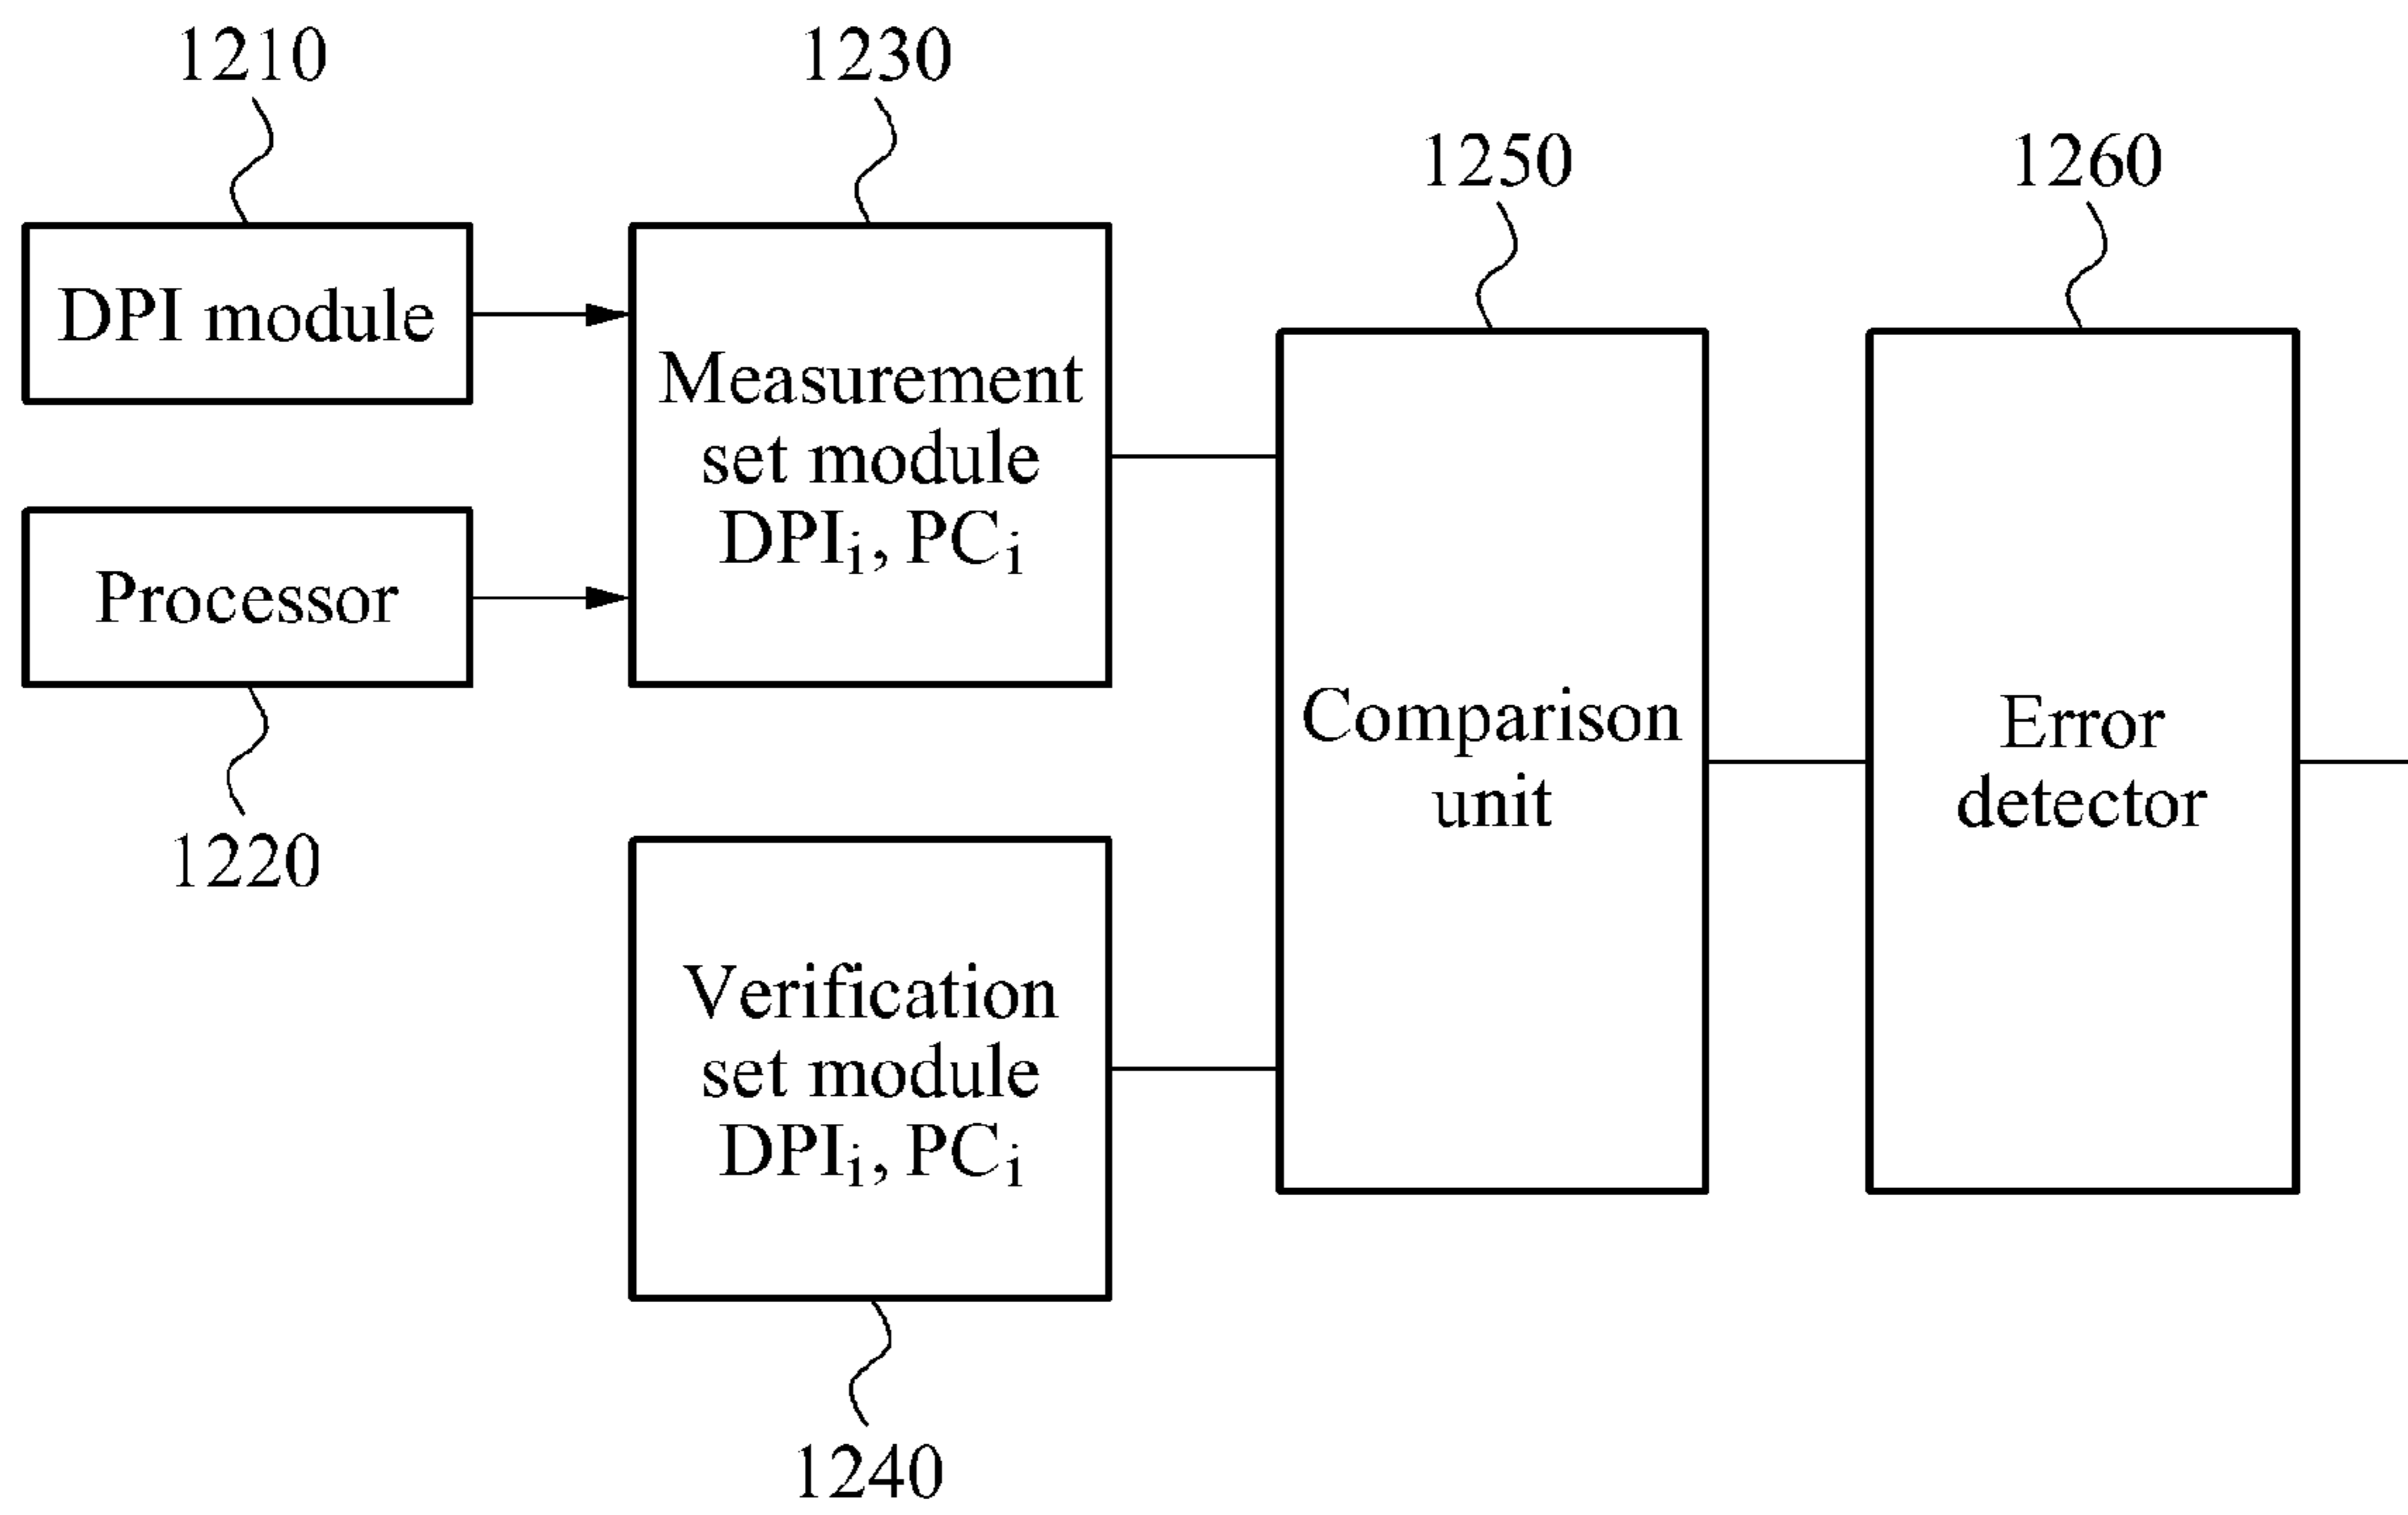 1210
1230
1250
1260
DPI module
Measurement
set module
DPIi, PCi
Processor
1220
Comparison
unit
Error
detector
Verification
set module
DPIi, PCi
1240